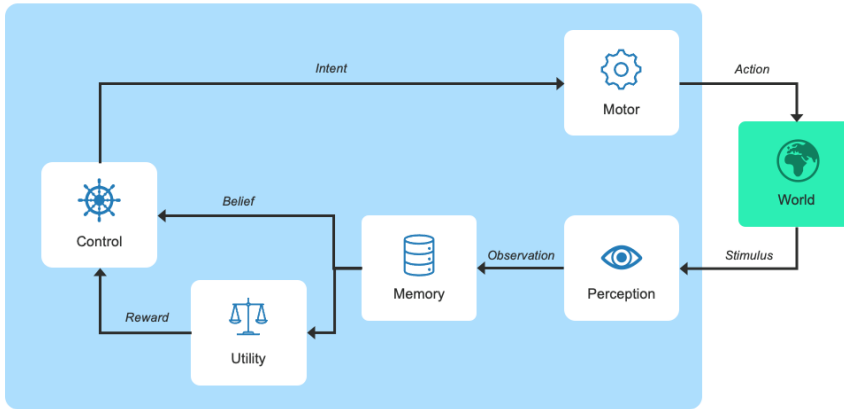 Intent
Motor
Action
World
Control
Belief
Memory
Observation
Perception
Stimulus
Reward
Utility